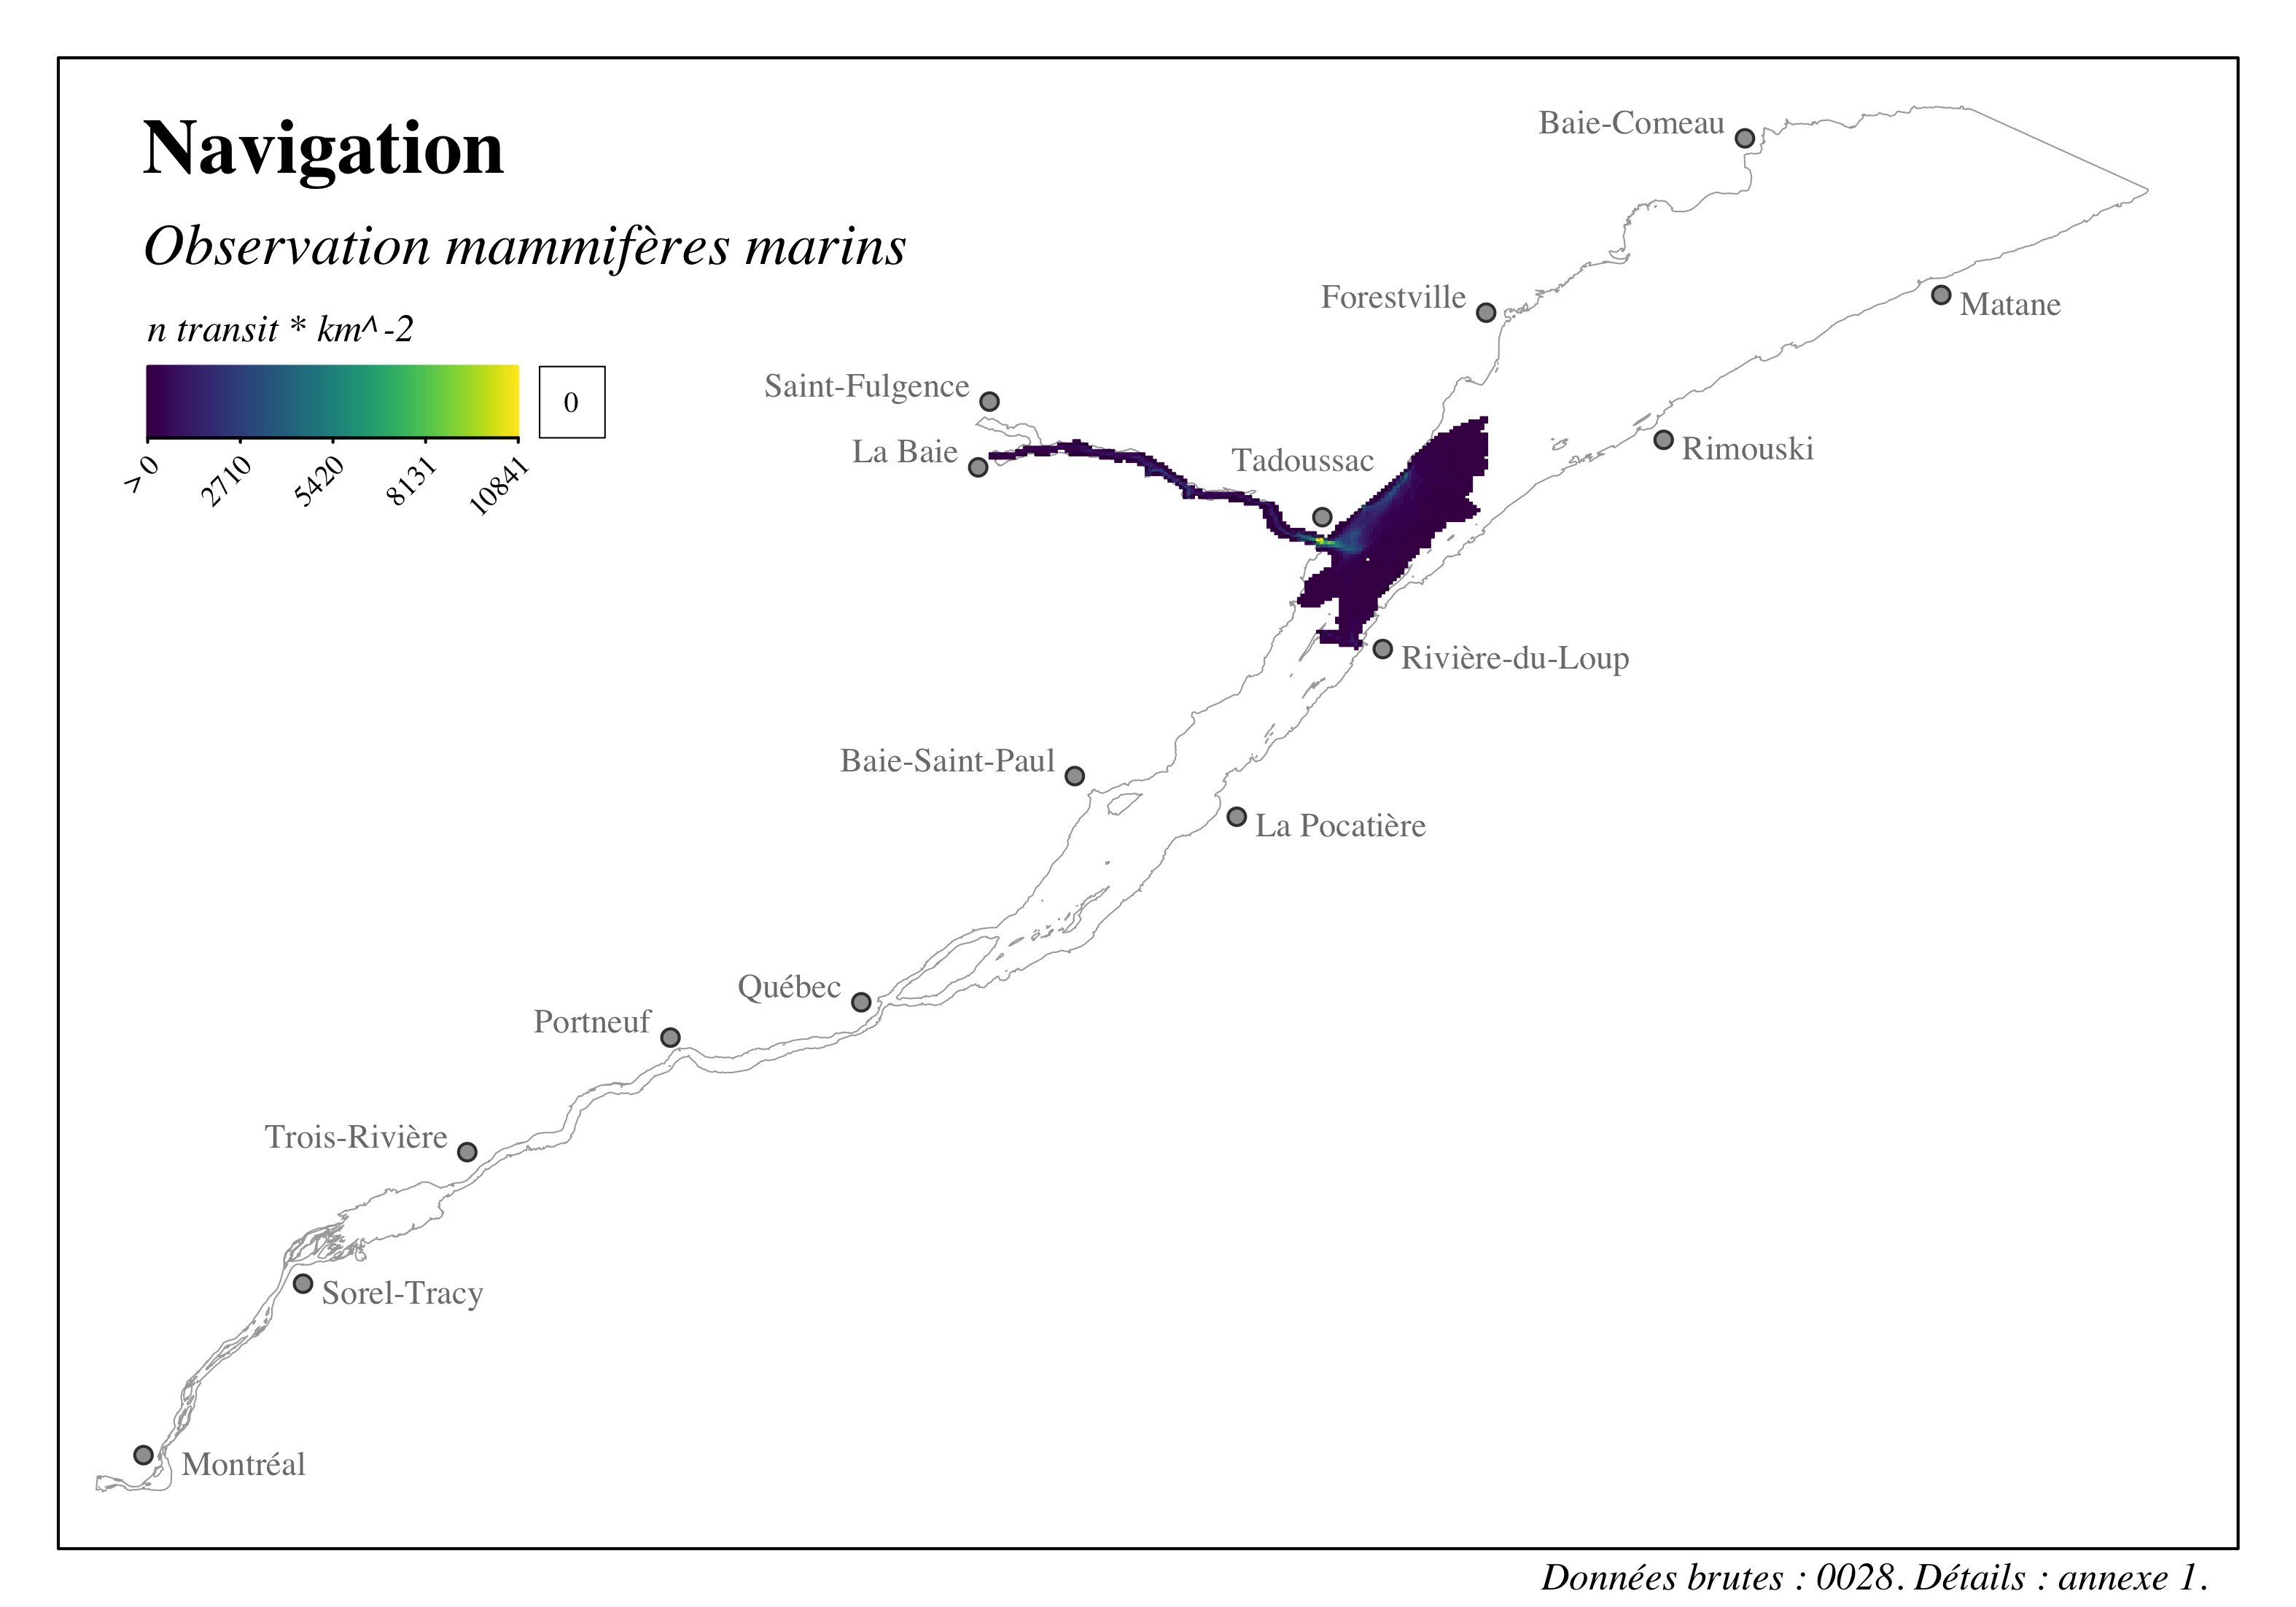 Navigation
Observation mammifères marins
n transit * km^-2
0
> 0
2710
5420
8131
10841
Baie-Comeau
Forestville
Matane
Saint-Fulgence
La Baie
Tadoussac
Rimouski
Rivière-du-Loup
Baie-Saint-Paul
La Pocatière
Québec
Portneuf
Trois-Rivière
Sorel-Tracy
Montréal
Données brutes : 0028. Détails : annexe 1.